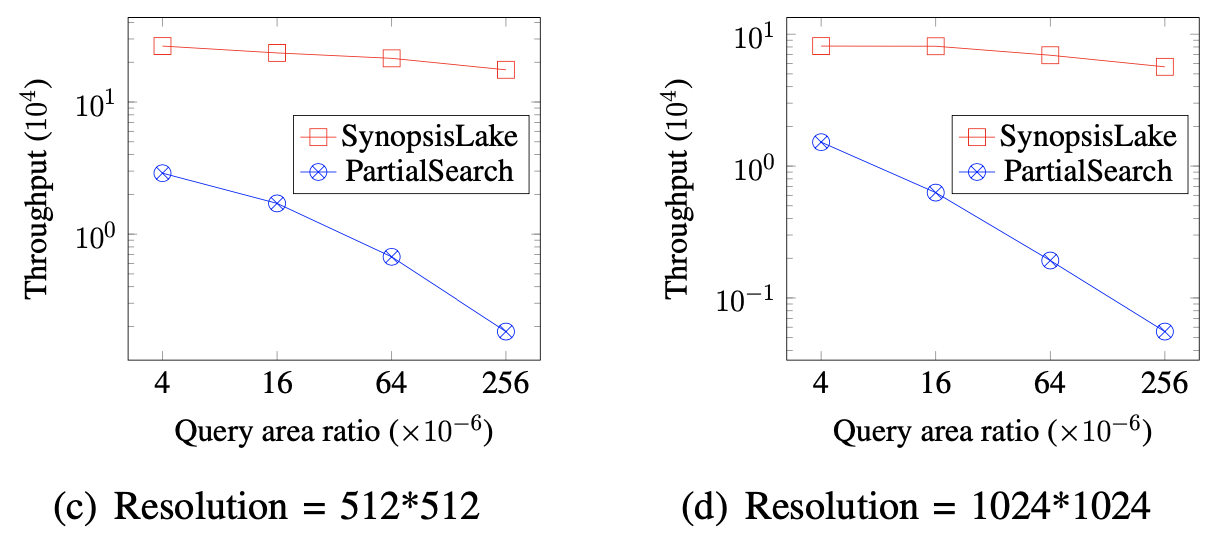 Throughput (10⁴)
10¹
10⁰
SynopsisLake
PartialSearch
4 16 64 256
Query area ratio (×10⁻⁶)
(c) Resolution = 512*512
Throughput (10⁴)
10¹
10⁰
10⁻¹
SynopsisLake
PartialSearch
4 16 64 256
Query area ratio (×10⁻⁶)
(d) Resolution = 1024*1024